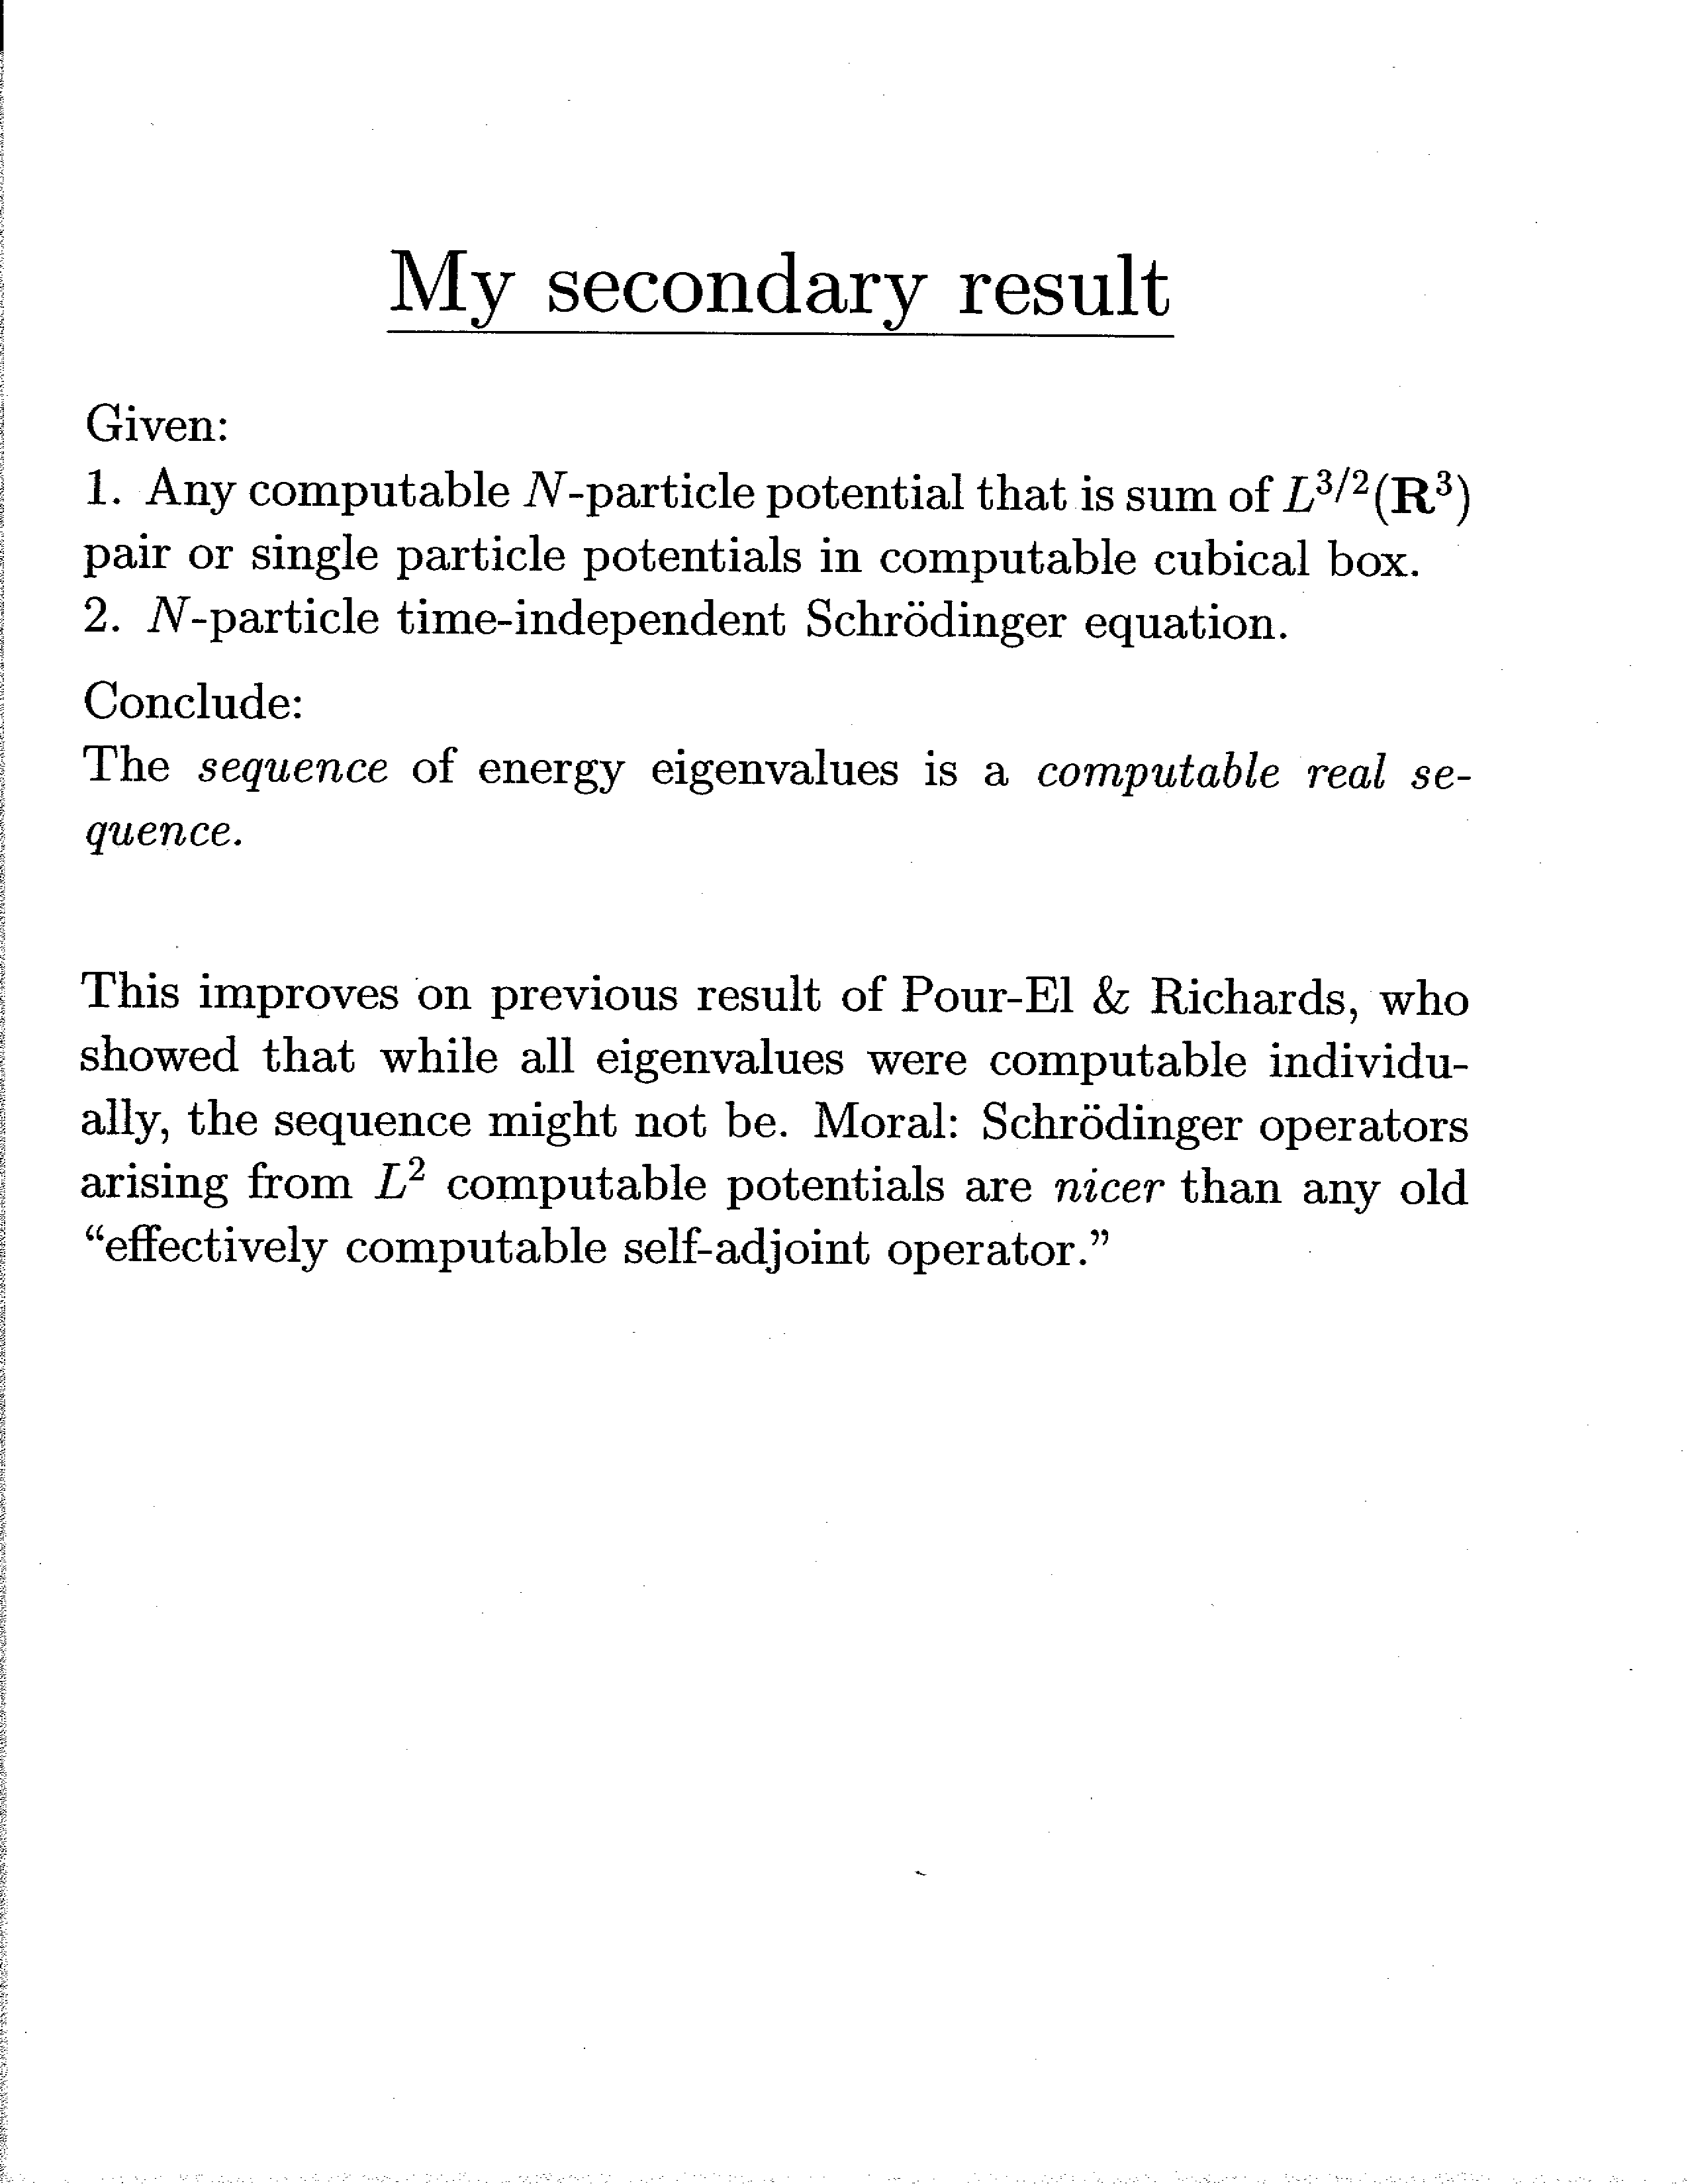 My secondary result
Given:
1. Any computable N-particle potential that is sum of L^{3/2}(R^3)
pair or single particle potentials in computable cubical box.
2. N-particle time-independent Schrödinger equation.
Conclude:
The sequence of energy eigenvalues is a computable real se-
quence.
This improves on previous result of Pour-El & Richards, who
showed that while all eigenvalues were computable individu-
ally, the sequence might not be. Moral: Schrödinger operators
arising from L^2 computable potentials are nicer than any old
“effectively computable self-adjoint operator.”